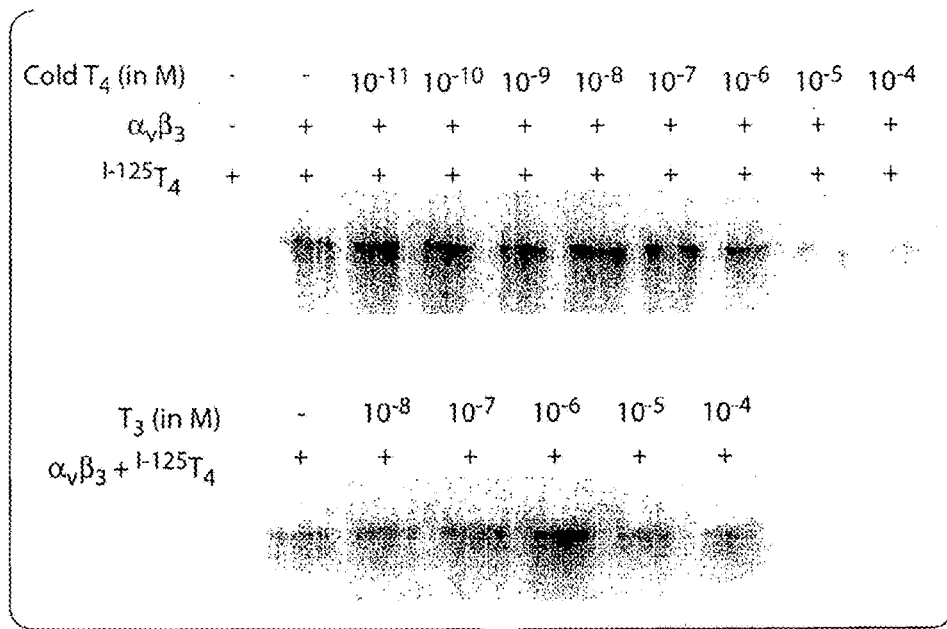 Cold T₄ (in M) - - 10⁻¹¹ 10⁻¹⁰ 10⁻⁹ 10⁻⁸ 10⁻⁷ 10⁻⁶ 10⁻⁵ 10⁻⁴
αᵥβ₃ - + + + + + + + + +
ᴵ⁻¹²⁵T₄ + + + + + + + + + +
T₃ (in M) - 10⁻⁸ 10⁻⁷ 10⁻⁶ 10⁻⁵ 10⁻⁴
αᵥβ₃ + ᴵ⁻¹²⁵T₄ + + + + + +